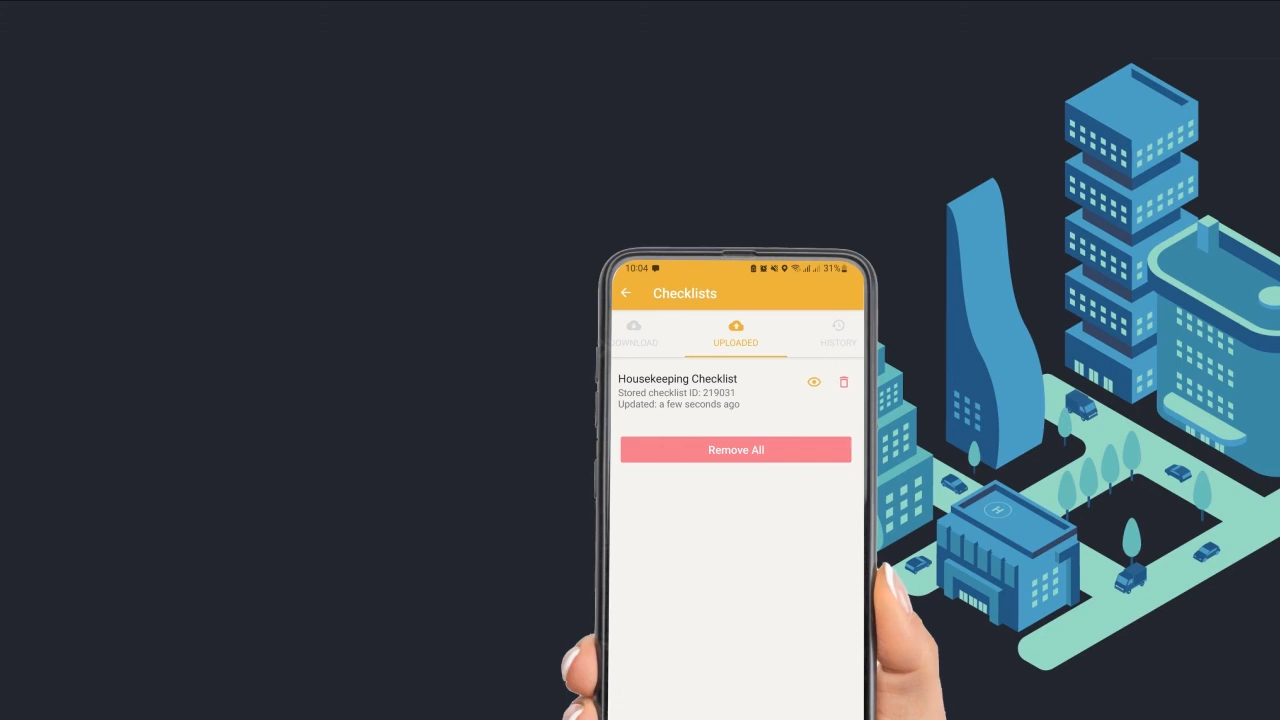 10:04 31%
Checklists
OWNLOAD UPLOADED HISTORY
Housekeeping Checklist
Stored checklist ID: 219031
Updated: a few seconds ago
Remove All
H